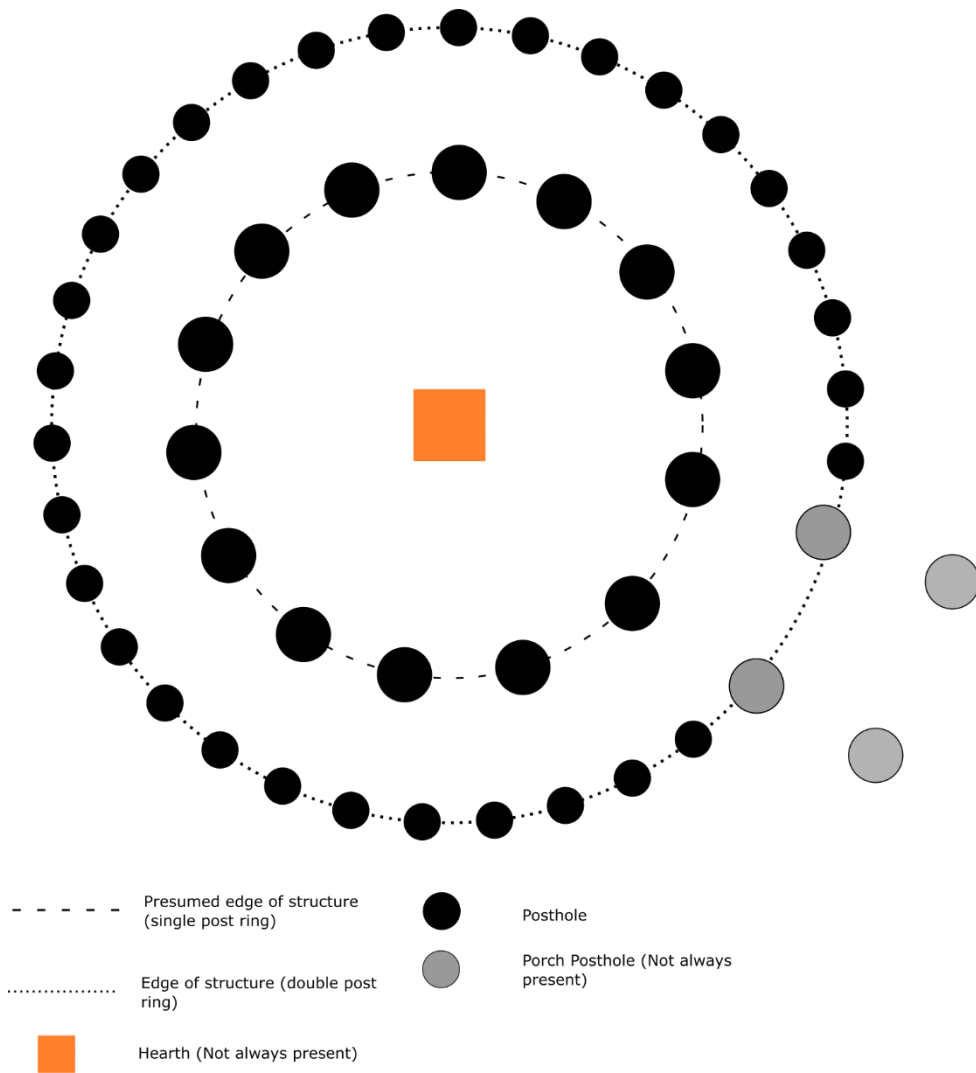 Presumed edge of structure
(single post ring)
Posthole
Porch Posthole (Not always
present)
Edge of structure (double post
ring)
Hearth (Not always present)